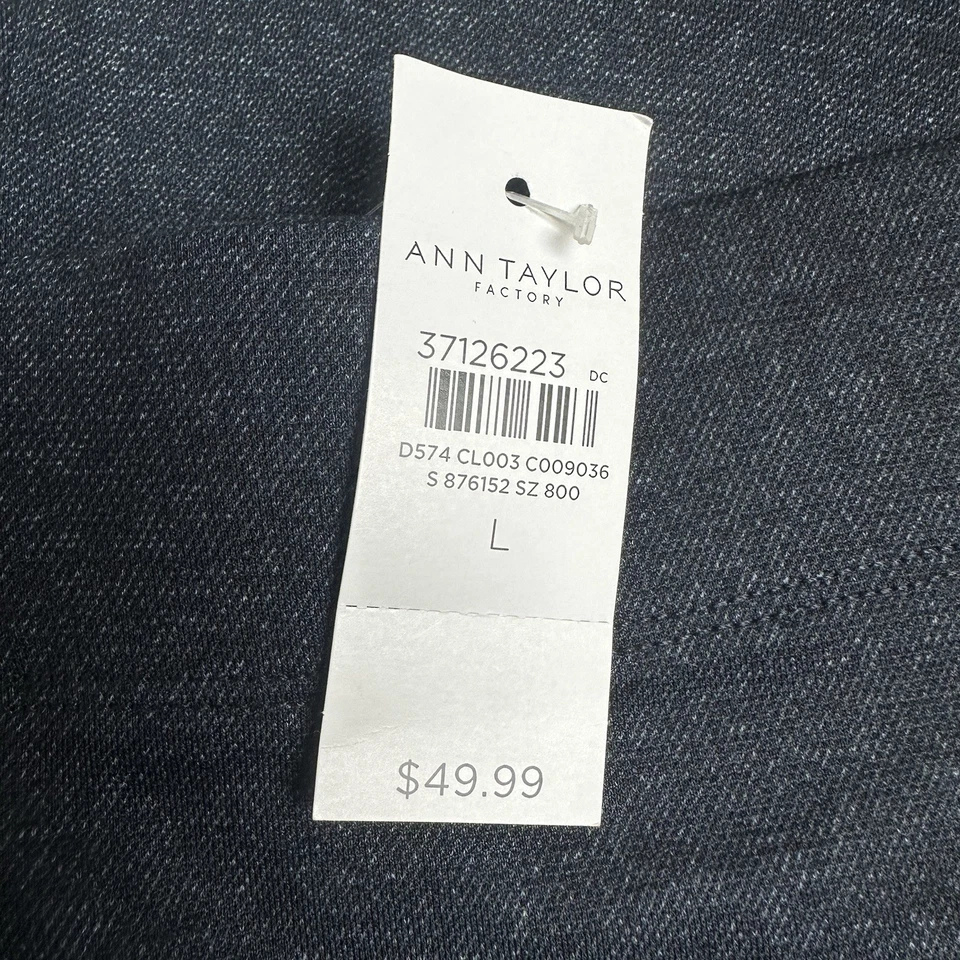 ANN TAYLOR
FACTORY
37126223 DC
D574 CL003 C009036
S 876152 SZ 800
L
$49.99